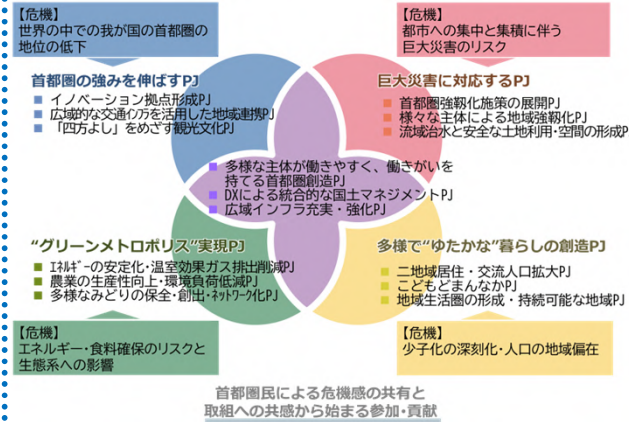 【危機】
世界の中での我が国の首都圏の
地位の低下
【危機】
都市への集中と集積に伴う
巨大災害のリスク
首都圏の強みを伸ばすPJ
■ イノベーション拠点形成PJ
■ 広域的な交通インフラを活用した地域連携PJ
■ 「四方よし」をめざす観光文化PJ
巨大災害に対応するPJ
■ 首都圏強靱化施策の展開PJ
■ 様々な主体による地域強靱化PJ
■ 流域治水と安全な土地利用・空間の形成P
■ 多様な主体が働きやすく、働きがいを
持てる首都圏創造PJ
■ DXによる統合的な国土マネジメントPJ
■ 広域インフラ充実・強化PJ
“グリーンメトロポリス”実現PJ
■ エネルギーの安定化・温室効果ガス排出削減PJ
■ 農業の生産性向上・環境負荷低減PJ
■ 多様なみどりの保全・創出・ネットワーク化PJ
多様で“ゆたかな”暮らしの創造PJ
■ 二地域居住・交流人口拡大PJ
■ こどもどまんなかPJ
■ 地域生活圏の形成・持続可能な地域PJ
【危機】
エネルギー・食料確保のリスクと
生態系への影響
【危機】
少子化の深刻化・人口の地域偏在
首都圏民による危機感の共有と
取組への共感から始まる参加・貢献